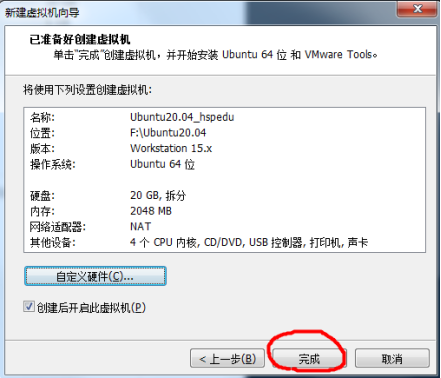 新建虚拟机向导
已准备好创建虚拟机
单击"完成"创建虚拟机，并开始安装 Ubuntu 64 位 和 VMware Tools。
将使用下列设置创建虚拟机:
名称: Ubuntu20.04_hspedu
位置: F:\Ubuntu20.04
版本: Workstation 15.x
操作系统: Ubuntu 64 位
硬盘: 20 GB, 拆分
内存: 2048 MB
网络适配器: NAT
其他设备: 4 个 CPU 内核, CD/DVD, USB 控制器, 打印机, 声卡
自定义硬件(C)...
创建后开启此虚拟机(P)
< 上一步(B) 完成 取消